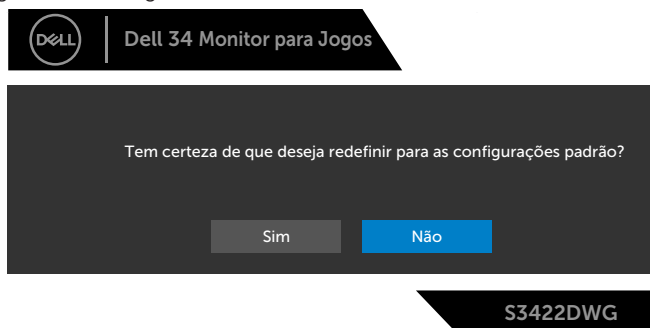 DELL
Dell 34 Monitor para Jogos
Tem certeza de que deseja redefinir para as configurações padrão?
Sim
Não
S3422DWG